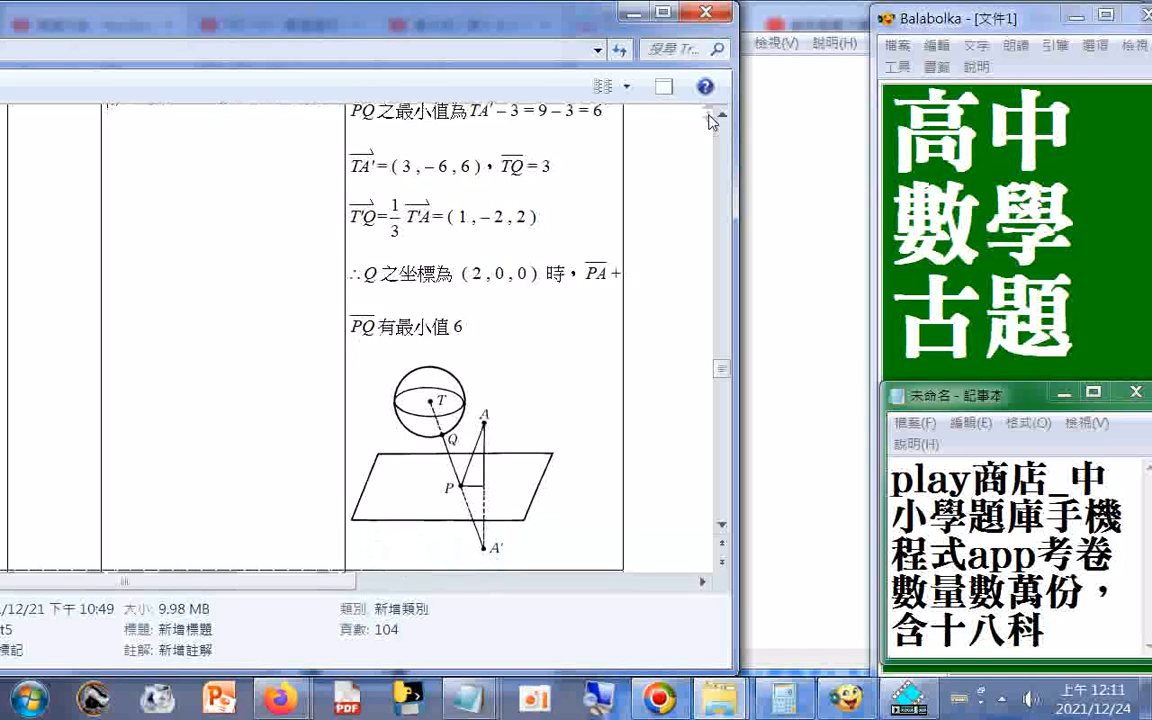 檢視(V) 說明(H)
Balabolka - [文件1]
搜尋 Tr...
檔案 編輯 文字 朗讀 引擎 選項 檢視
工具 書籤 說明
PQ 之最小值為 TA' – 3 = 9 – 3 = 6
TA' = ( 3 , – 6 , 6 )，TQ = 3
T'Q = 1/3 T'A = ( 1 , – 2 , 2 )
∴ Q 之坐標為 ( 2 , 0 , 0 ) 時，PA +
PQ 有最小值 6
T
A
Q
P
A'
高中
數學
古題
未命名 - 記事本
檔案(F) 編輯(E) 格式(O) 檢視(V)
說明(H)
play商店_中
小學題庫手機
程式app考卷
數量數萬份，
含十八科
/12/21 下午 10:49 大小: 9.98 MB 類別: 新增類別
t5 標題: 新增標題 頁數: 104
標記 註解: 新增註解
PDF
上午 12:11
2021/12/24